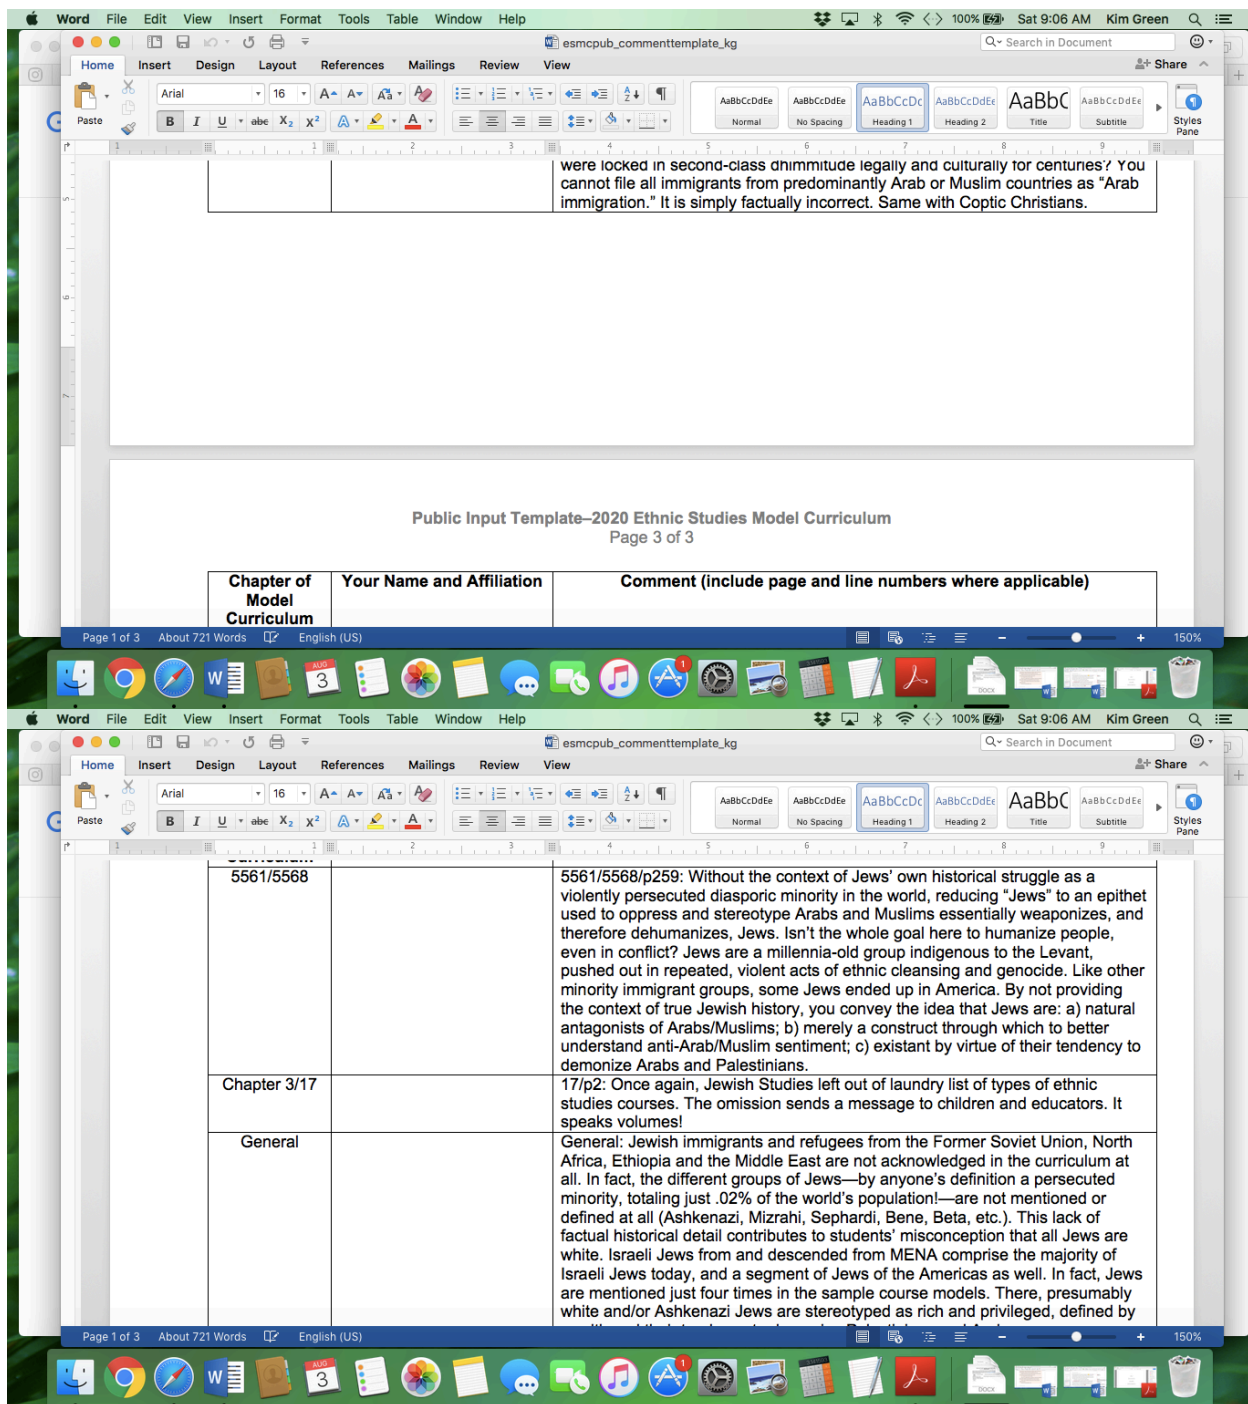 Word File Edit View Insert Format Tools Table Window Help 100% Sat 9:06 AM Kim Green
esmcpub_commenttemplate_kg
Search in Document
Home Insert Design Layout References Mailings Review View Share
Paste
Arial 16
AaBbCcDdEe AaBbCcDdEe AaBbCcDc AaBbCcDdEe AaBbC AaBbCcDdEe
Normal No Spacing Heading 1 Heading 2 Title Subtitle
Styles Pane
were locked in second-class dhimmitude legally and culturally for centuries? You
cannot file all immigrants from predominantly Arab or Muslim countries as “Arab
immigration.” It is simply factually incorrect. Same with Coptic Christians.
Public Input Template–2020 Ethnic Studies Model Curriculum
Page 3 of 3
Chapter of Model Curriculum
Your Name and Affiliation
Comment (include page and line numbers where applicable)
Page 1 of 3 About 721 Words English (US) 150%
AUG
3
1
DOCX
Word File Edit View Insert Format Tools Table Window Help 100% Sat 9:06 AM Kim Green
esmcpub_commenttemplate_kg
Search in Document
Home Insert Design Layout References Mailings Review View Share
Paste
Arial 16
AaBbCcDdEe AaBbCcDdEe AaBbCcDc AaBbCcDdEe AaBbC AaBbCcDdEe
Normal No Spacing Heading 1 Heading 2 Title Subtitle
Styles Pane
Curriculum
5561/5568
5561/5568/p259: Without the context of Jews’ own historical struggle as a
violently persecuted diasporic minority in the world, reducing “Jews” to an epithet
used to oppress and stereotype Arabs and Muslims essentially weaponizes, and
therefore dehumanizes, Jews. Isn’t the whole goal here to humanize people,
even in conflict? Jews are a millennia-old group indigenous to the Levant,
pushed out in repeated, violent acts of ethnic cleansing and genocide. Like other
minority immigrant groups, some Jews ended up in America. By not providing
the context of true Jewish history, you convey the idea that Jews are: a) natural
antagonists of Arabs/Muslims; b) merely a construct through which to better
understand anti-Arab/Muslim sentiment; c) existant by virtue of their tendency to
demonize Arabs and Palestinians.
Chapter 3/17
17/p2: Once again, Jewish Studies left out of laundry list of types of ethnic
studies courses. The omission sends a message to children and educators. It
speaks volumes!
General
General: Jewish immigrants and refugees from the Former Soviet Union, North
Africa, Ethiopia and the Middle East are not acknowledged in the curriculum at
all. In fact, the different groups of Jews—by anyone’s definition a persecuted
minority, totaling just .02% of the world’s population!—are not mentioned or
defined at all (Ashkenazi, Mizrahi, Sephardi, Bene, Beta, etc.). This lack of
factual historical detail contributes to students’ misconception that all Jews are
white. Israeli Jews from and descended from MENA comprise the majority of
Israeli Jews today, and a segment of Jews of the Americas as well. In fact, Jews
are mentioned just four times in the sample course models. There, presumably
white and/or Ashkenazi Jews are stereotyped as rich and privileged, defined by
Page 1 of 3 About 721 Words English (US) 150%
AUG
3
1
DOCX